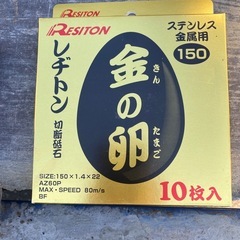 RESITON
RESITON
ステンレス
金属用
150
レヂトン
切断砥石
金の卵
きん
たまご
SIZE:150×1.4×22
AZ60P
MAX・SPEED 80m/s
BF
10枚入